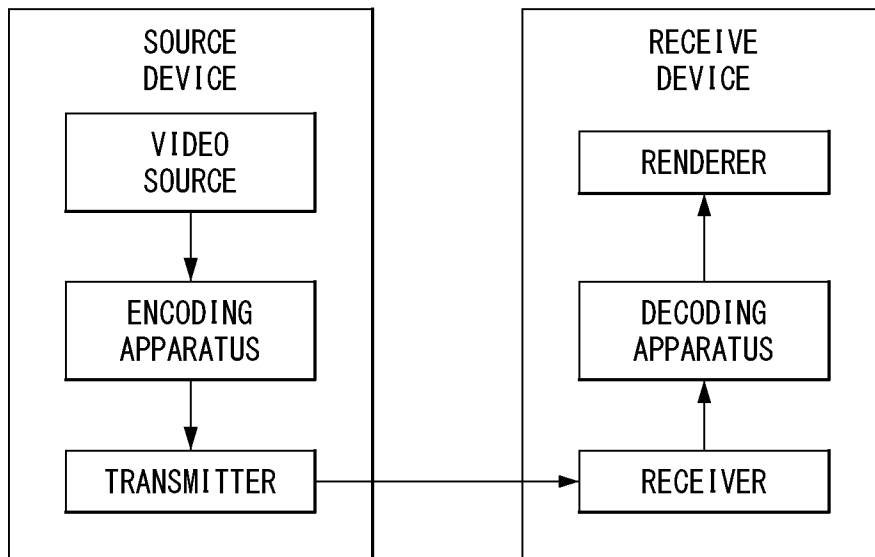 SOURCE
DEVICE
VIDEO
SOURCE
ENCODING
APPARATUS
TRANSMITTER
RECEIVE
DEVICE
RENDERER
DECODING
APPARATUS
RECEIVER